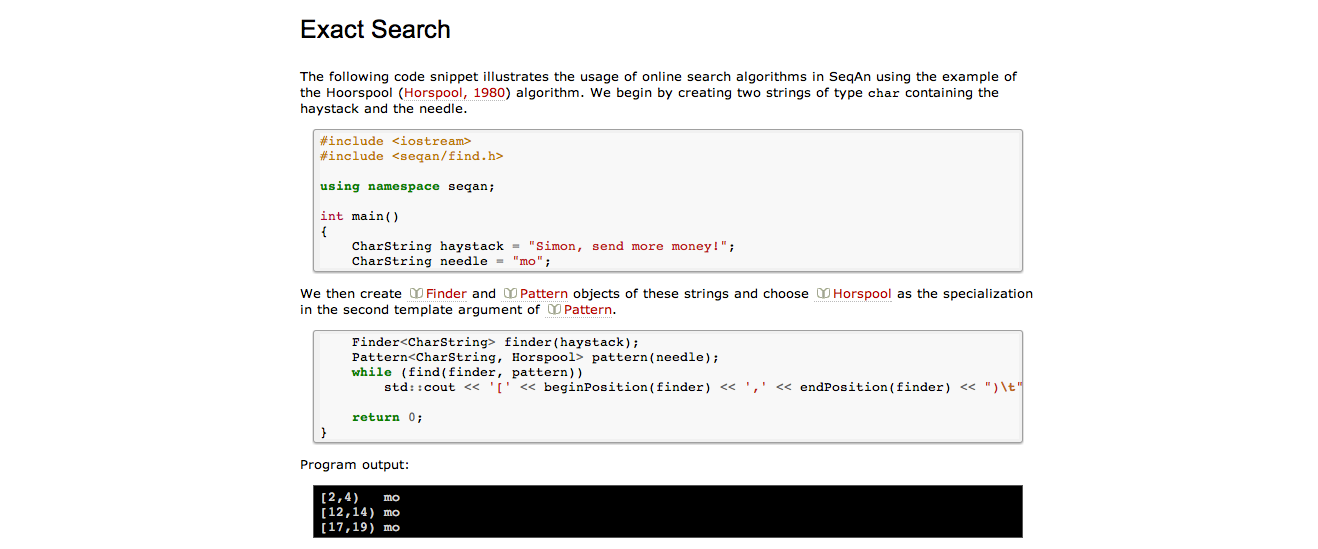 Exact Search
The following code snippet illustrates the usage of online search algorithms in SeqAn using the example of
the Hoorspool (Horspool, 1980) algorithm. We begin by creating two strings of type char containing the
haystack and the needle.
#include <iostream>
#include <seqan/find.h>
using namespace seqan;
int main()
{
    CharString haystack = "Simon, send more money!";
    CharString needle = "mo";
We then create Finder and Pattern objects of these strings and choose Horspool as the specialization
in the second template argument of Pattern.
    Finder<CharString> finder(haystack);
    Pattern<CharString, Horspool> pattern(needle);
    while (find(finder, pattern))
        std::cout << '[' << beginPosition(finder) << ',' << endPosition(finder) << ")\t"
    return 0;
}
Program output:
[2,4)   mo
[12,14) mo
[17,19) mo